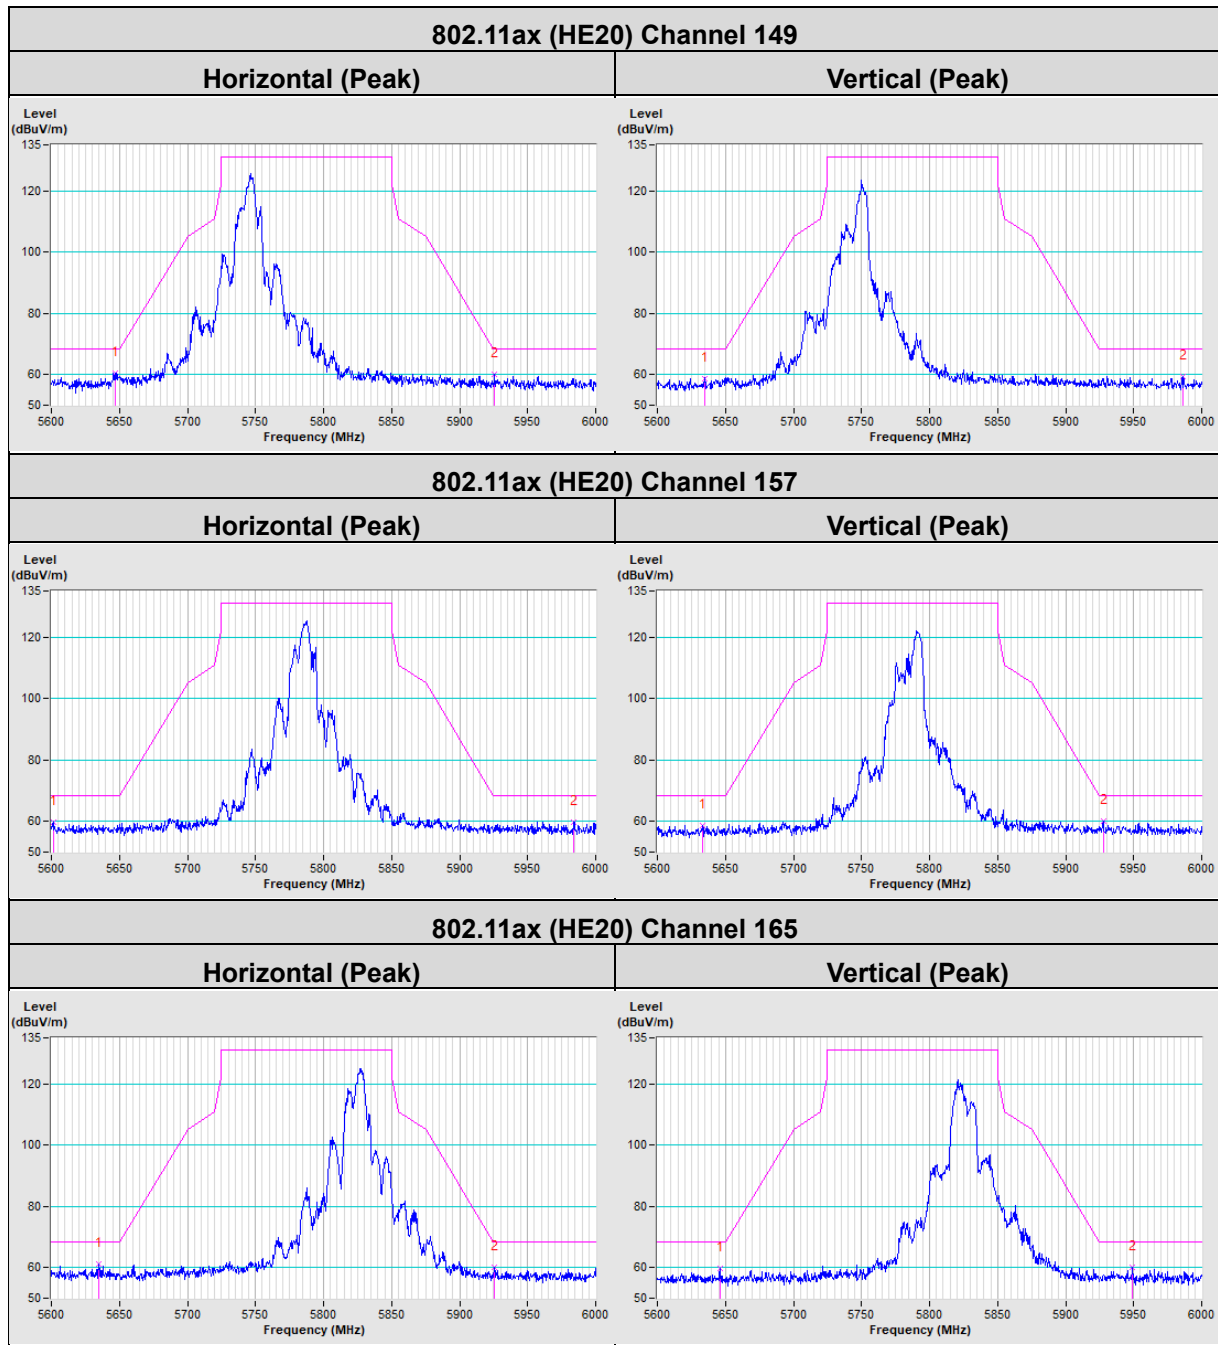 802.11ax (HE20) Channel 149
Horizontal (Peak)
Vertical (Peak)
Level
(dBuV/m)
135
120
100
80
60
50
1
2
5600 5650 5700 5750 5800 5850 5900 5950 6000
Frequency (MHz)
Level
(dBuV/m)
135
120
100
80
60
50
1
2
5600 5650 5700 5750 5800 5850 5900 5950 6000
Frequency (MHz)
802.11ax (HE20) Channel 157
Horizontal (Peak)
Vertical (Peak)
Level
(dBuV/m)
135
120
100
80
60
50
1
2
5600 5650 5700 5750 5800 5850 5900 5950 6000
Frequency (MHz)
Level
(dBuV/m)
135
120
100
80
60
50
1
2
5600 5650 5700 5750 5800 5850 5900 5950 6000
Frequency (MHz)
802.11ax (HE20) Channel 165
Horizontal (Peak)
Vertical (Peak)
Level
(dBuV/m)
135
120
100
80
60
50
1
2
5600 5650 5700 5750 5800 5850 5900 5950 6000
Frequency (MHz)
Level
(dBuV/m)
135
120
100
80
60
50
1
2
5600 5650 5700 5750 5800 5850 5900 5950 6000
Frequency (MHz)